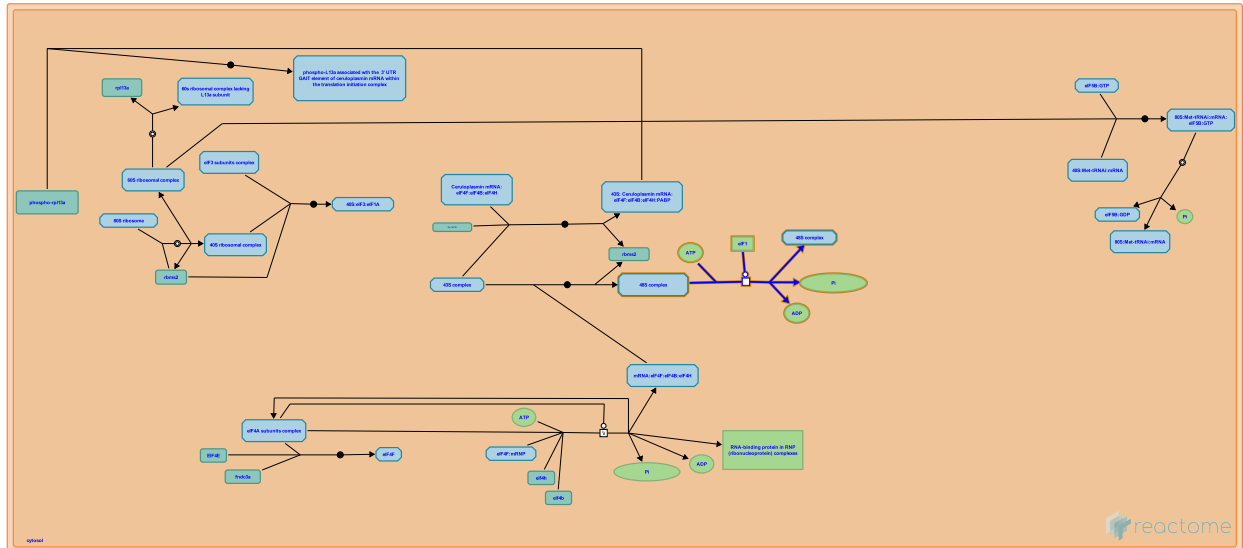 phospho-L13a associated wth the 3' UTR
GAIT element of ceruloplasmin mRNA within
the translation initiation complex
rpl13a
60s ribosomal complex lacking
L13a subunit
eIF5B:GTP
80S:Met-tRNAi:mRNA:
eIF5B:GTP
eIF3 subunits complex
60S ribosomal complex
40S:Met-tRNAi:mRNA
Ceruloplasmin mRNA:
eIF4F:eIF4B:eIF4H
43S: Ceruloplasmin mRNA:
eIF4F:eIF4B:eIF4H:PABP
phospho-rpl13a
40S:eIF3:eIF1A
eIF5B:GDP
Pi
80S ribosome
40S ribosomal complex
eIF1
48S complex
80S:Met-tRNAi:mRNA
ATP
rbms2
rbms2
43S complex
48S complex
Pi
ADP
mRNA:eIF4F:eIF4B:eIF4H
ATP
eIF4A subunits complex
RNA-binding protein in RNP
(ribonucleoprotein) complexes
EIF4E
eIF4F
eIF4F:mRNP
ADP
Pi
fndc3a
eif4b
eif4b
reactome
cytosol